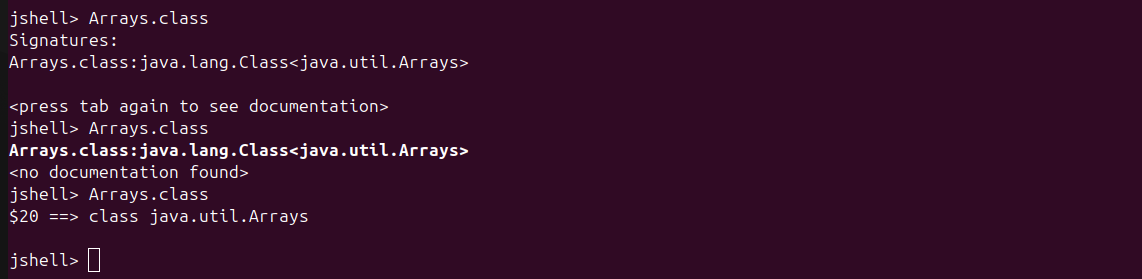 jshell> Arrays.class
Signatures:
Arrays.class:java.lang.Class<java.util.Arrays>
<press tab again to see documentation>
jshell> Arrays.class
Arrays.class:java.lang.Class<java.util.Arrays>
<no documentation found>
jshell> Arrays.class
$20 ==> class java.util.Arrays
jshell>